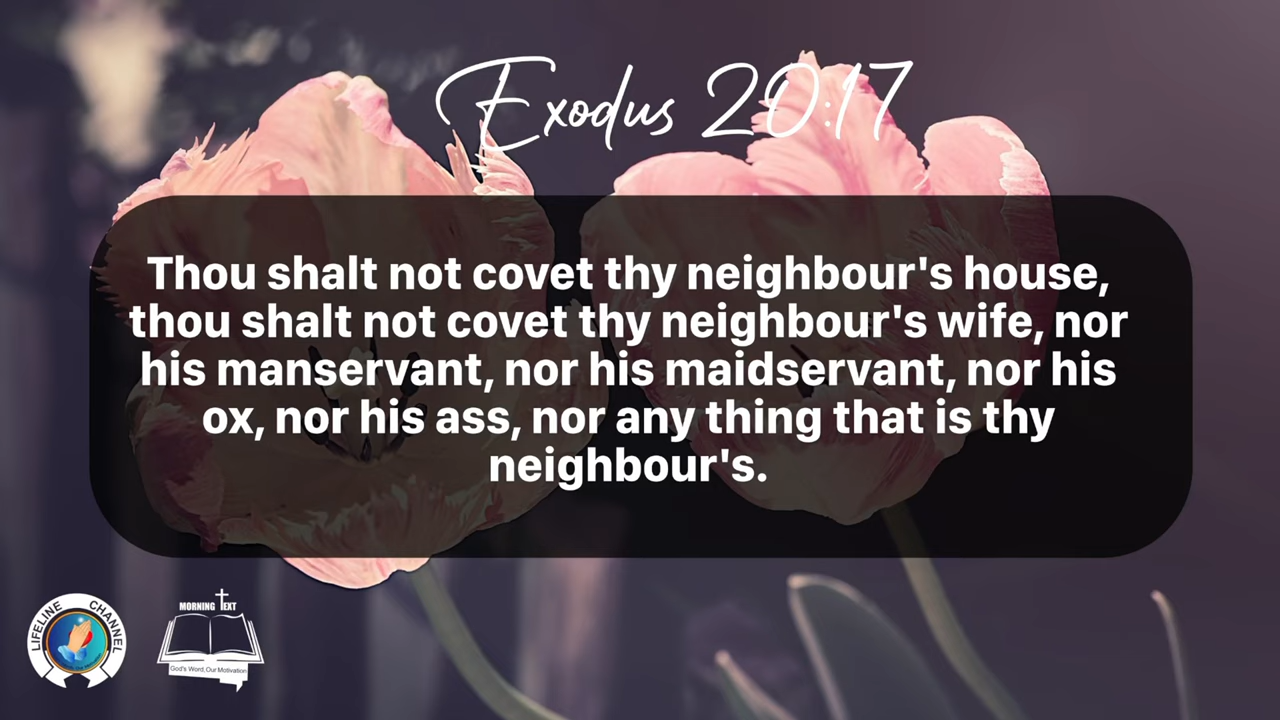 Exodus 20:17
Thou shalt not covet thy neighbour's house,
thou shalt not covet thy neighbour's wife, nor
his manservant, nor his maidservant, nor his
ox, nor his ass, nor any thing that is thy
neighbour's.
LIFELINE CHANNEL
MORNING TEXT
God's Word, Our Motivation